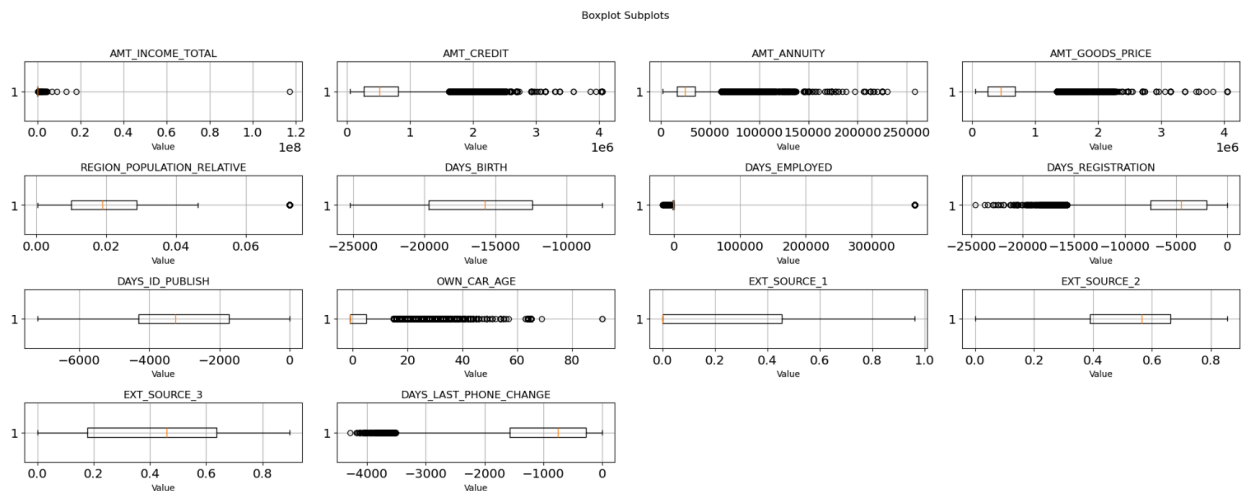 Boxplot Subplots
AMT_INCOME_TOTAL
1
0.0 0.2 0.4 0.6 0.8 1.0 1.2
Value
1e8
AMT_CREDIT
1
0 1 2 3 4
Value
1e6
AMT_ANNUITY
1
0 50000 100000 150000 200000 250000
Value
AMT_GOODS_PRICE
1
0 1 2 3 4
Value
1e6
REGION_POPULATION_RELATIVE
1
0.00 0.02 0.04 0.06
Value
DAYS_BIRTH
1
−25000 −20000 −15000 −10000
Value
DAYS_EMPLOYED
1
0 100000 200000 300000
Value
DAYS_REGISTRATION
1
−25000 −20000 −15000 −10000 −5000 0
Value
DAYS_ID_PUBLISH
1
−6000 −4000 −2000 0
Value
OWN_CAR_AGE
1
0 20 40 60 80
Value
EXT_SOURCE_1
1
0.0 0.2 0.4 0.6 0.8 1.0
Value
EXT_SOURCE_2
1
0.0 0.2 0.4 0.6 0.8
Value
EXT_SOURCE_3
1
0.0 0.2 0.4 0.6 0.8
Value
DAYS_LAST_PHONE_CHANGE
1
−4000 −3000 −2000 −1000 0
Value